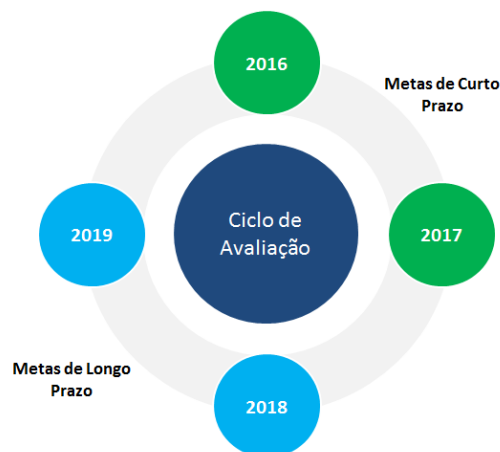 2016
Metas de Curto
Prazo
Ciclo de
Avaliação
2019
2017
Metas de Longo
Prazo
2018